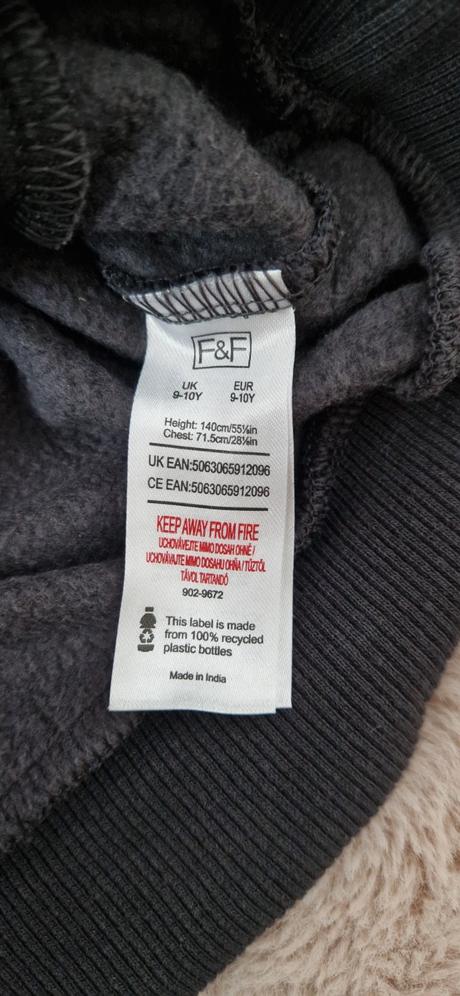 F&F
UK EUR
9-10Y 9-10Y
Height: 140cm/55⅛in
Chest: 71.5cm/28⅛in
UK EAN:5063065912096
CE EAN:5063065912096
KEEP AWAY FROM FIRE
UCHOVÁVEJTE MIMO DOSAH OHNĚ /
UCHOVÁVAJTE MIMO DOSAHU OHŇA / TŰZTŐL
TÁVOL TARTANDÓ
902-9672
This label is made
from 100% recycled
plastic bottles
Made in India